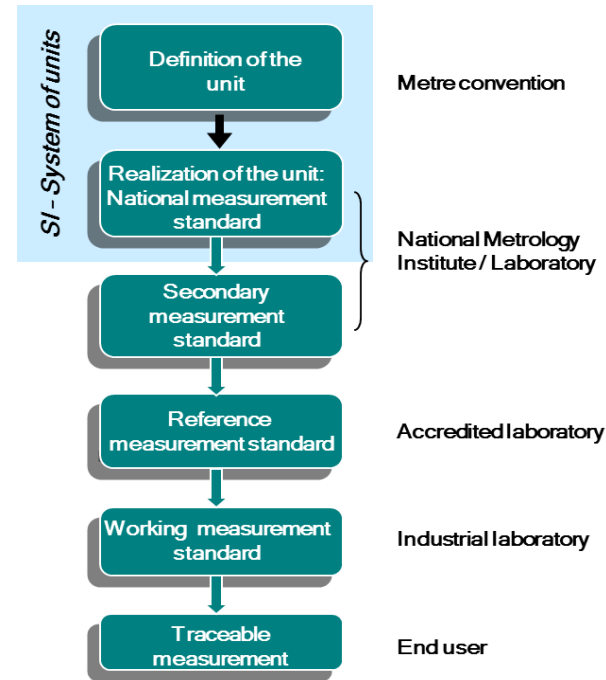 SI - System of units
Definition of the
unit
Metre convention
Realization of the unit:
National measurement
standard
National Metrology
Institute / Laboratory
Secondary
measurement
standard
Reference
measurement standard
Accredited laboratory
Working measurement
standard
Industrial laboratory
Traceable
measurement
End user